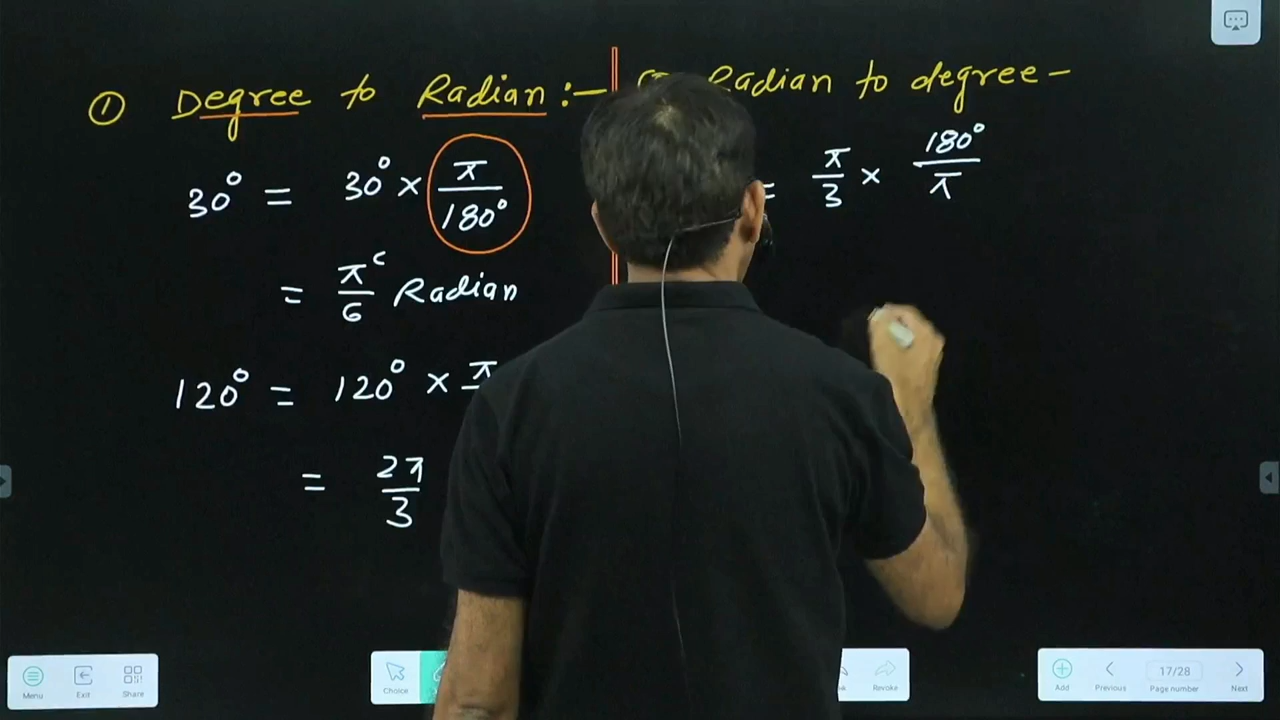 ① Degree to Radian :-
30° = 30° × π/180°
= π^c/6 Radian
120° = 120° × π
= 2π/3
Radian to degree -
= π/3 × 180°/π
Menu
Exit
Share
Choice
Revoke
Add
Previous
17/28
Page number
Next